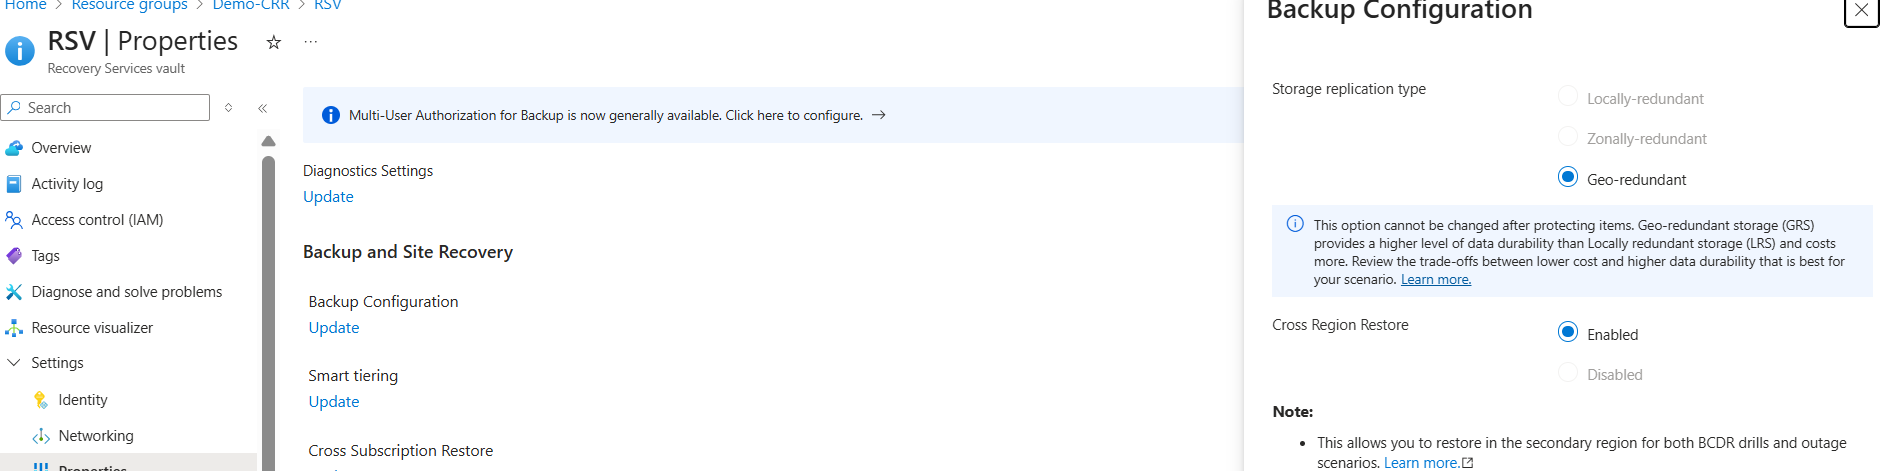 Home > Resource groups > Demo-CRR > RSV
RSV | Properties
Recovery Services vault
Search
Overview
Activity log
Access control (IAM)
Tags
Diagnose and solve problems
Resource visualizer
Settings
Identity
Networking
Properties
Multi-User Authorization for Backup is now generally available. Click here to configure. →
Diagnostics Settings
Update
Backup and Site Recovery
Backup Configuration
Update
Smart tiering
Update
Cross Subscription Restore
Backup Configuration
Storage replication type
Locally-redundant
Zonally-redundant
Geo-redundant
This option cannot be changed after protecting items. Geo-redundant storage (GRS)
provides a higher level of data durability than Locally redundant storage (LRS) and costs
more. Review the trade-offs between lower cost and higher data durability that is best for
your scenario. Learn more.
Cross Region Restore
Enabled
Disabled
Note:
• This allows you to restore in the secondary region for both BCDR drills and outage
scenarios. Learn more.